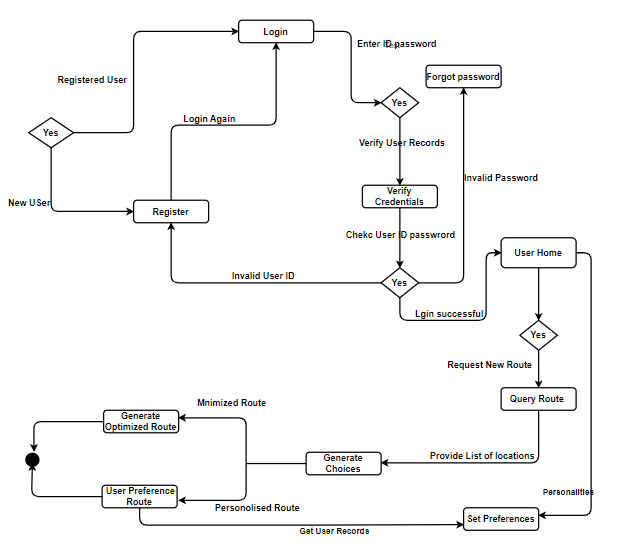 Login
Enter ID password
Registered User
Forgot password
Yes
Login Again
Yes
Verify User Records
Invalid Password
Verify
Credentials
New USer
Register
Chekc User ID passwrord
User Home
Invalid User ID
Yes
Lgin successful
Yes
Request New Route
Query Route
Mnimized Route
Generate
Optimized Route
Provide List of locations
Generate
Choices
User Preference
Route
Personalities
Personolised Route
Set Preferences
Get User Records